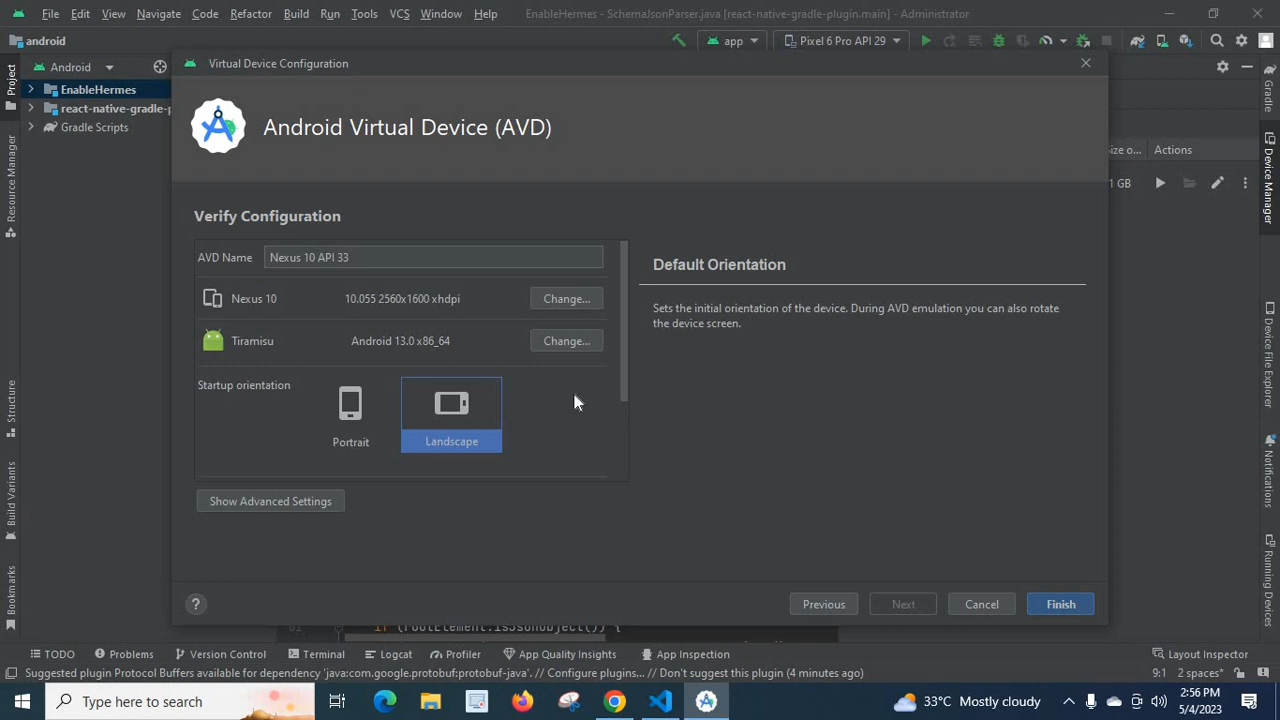 File Edit View Navigate Code Refactor Build Run Tools VCS Window Help EnableHermes - SchemaJsonParser.java [react-native-gradle-plugin.main] - Administrator
android app Pixel 6 Pro API 29
Project
Resource Manager
Structure
Build Variants
Bookmarks
Android
EnableHermes
react-native-gradle-p
Gradle Scripts
Virtual Device Configuration
Android Virtual Device (AVD)
Verify Configuration
AVD Name Nexus 10 API 33
Nexus 10 10.055 2560x1600 xhdpi Change...
Tiramisu Android 13.0 x86_64 Change...
Startup orientation
Portrait
Landscape
Show Advanced Settings
Default Orientation
Sets the initial orientation of the device. During AVD emulation you can also rotate
the device screen.
? Previous Next Cancel Finish
ize o... Actions
1 GB
Gradle
Device Manager
Device File Explorer
Notifications
Running Devices
if (rootElement.isJsonObject()) {
TODO Problems Version Control Terminal Logcat Profiler App Quality Insights App Inspection Layout Inspector
Suggested plugin Protocol Buffers available for dependency 'java:com.google.protobuf:protobuf-java'. // Configure plugins... // Don't suggest this plugin (4 minutes ago) 9:1 2 spaces*
Type here to search 33°C Mostly cloudy
2:56 PM
5/4/2023